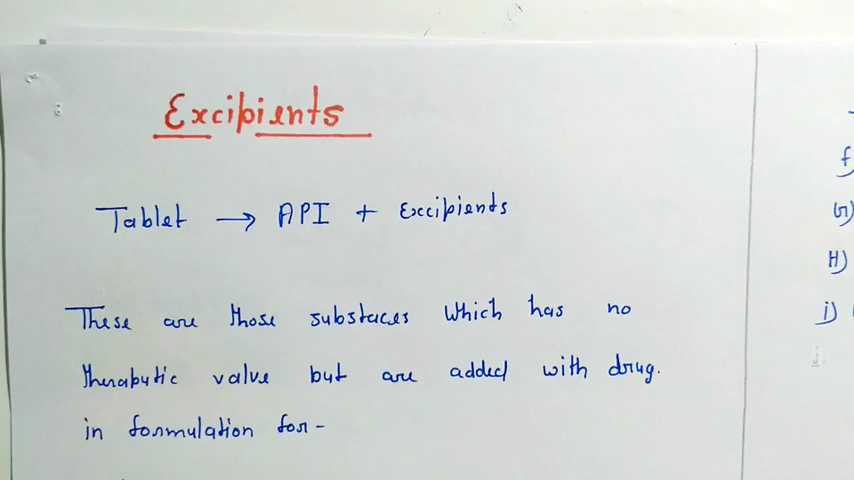 Excipients
Tablet → API + Excipients
These are those substaces which has no
therabutic value but are added with drug.
in formulation for-
f)
G)
H)
i)
j.